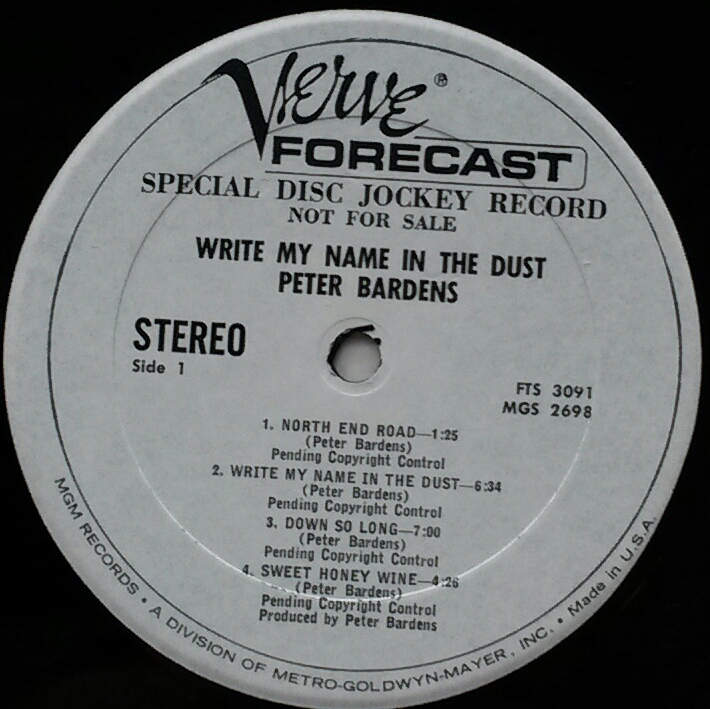 Verve ®
FORECAST
SPECIAL DISC JOCKEY RECORD
NOT FOR SALE
WRITE MY NAME IN THE DUST
PETER BARDENS
STEREO
Side 1
FTS 3091
MGS 2698
1. NORTH END ROAD—1:25
(Peter Bardens)
Pending Copyright Control
2. WRITE MY NAME IN THE DUST—6:34
(Peter Bardens)
Pending Copyright Control
3. DOWN SO LONG—7:00
(Peter Bardens)
Pending Copyright Control
4. SWEET HONEY WINE—4:26
(Peter Bardens)
Pending Copyright Control
Produced by Peter Bardens
MGM RECORDS • A DIVISION OF METRO-GOLDWYN-MAYER, INC. • Made in U.S.A.